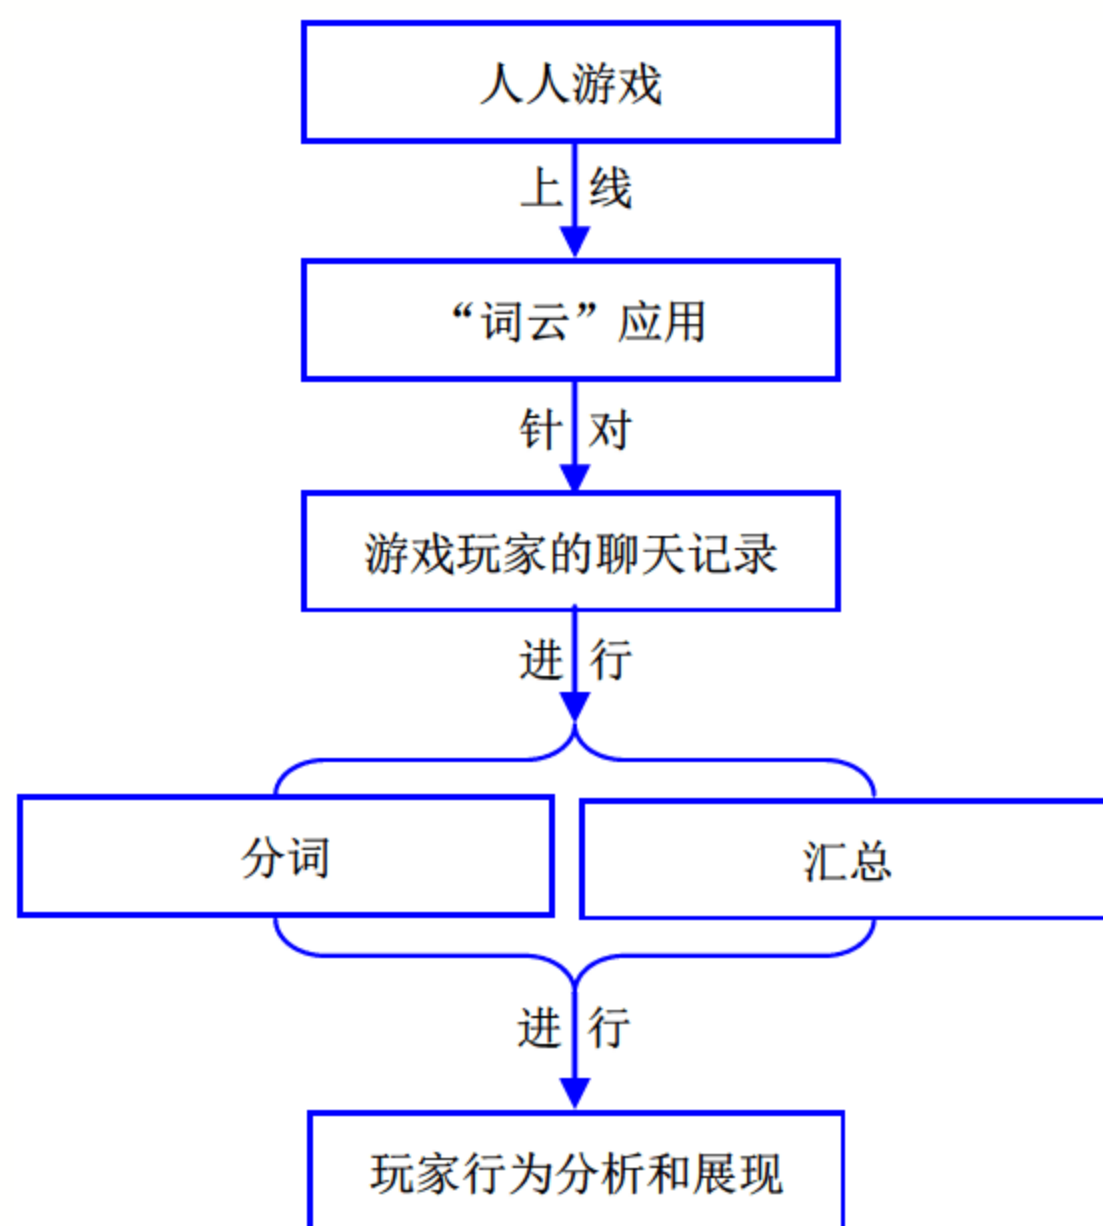 人人游戏
上线
“词云”应用
针对
游戏玩家的聊天记录
进行
分词
汇总
进行
玩家行为分析和展现